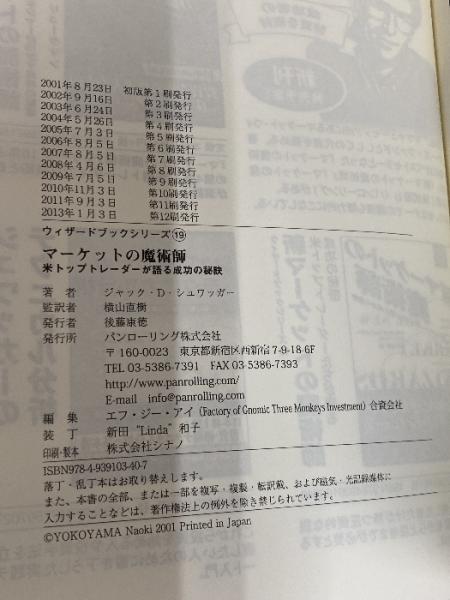 2001年8月23日 初版第1刷発行
2002年9月16日 第2刷発行
2003年6月24日 第3刷発行
2004年5月26日 第4刷発行
2005年7月3日 第5刷発行
2006年8月5日 第6刷発行
2007年8月5日 第7刷発行
2008年4月6日 第8刷発行
2009年7月5日 第9刷発行
2010年11月3日 第10刷発行
2011年9月3日 第11刷発行
2013年1月3日 第12刷発行
ウィザードブックシリーズ⑲
マーケットの魔術師
米トップトレーダーが語る成功の秘訣
著者 ジャック・D・シュワッガー
監訳者 横山直樹
発行者 後藤康徳
発行所 パンローリング株式会社
〒160-0023 東京都新宿区西新宿7-9-18-6F
TEL 03-5386-7391 FAX 03-5386-7393
http://www.panrolling.com/
E-mail info@panrolling.com
編集 エフ・ジー・アイ(Factory of Gnomic Three Monkeys Investment)合資会社
装丁 新田"Linda"和子
印刷・製本 株式会社シナノ
ISBN978-4-939103-40-7
落丁・乱丁本はお取り替えします。
また、本書の全部、または一部を複写・複製・転訳載、および磁気・光記録媒体に
入力することなどは、著作権法上の例外を除き禁じられています。
©YOKOYAMA Naoki 2001 Printed in Japan